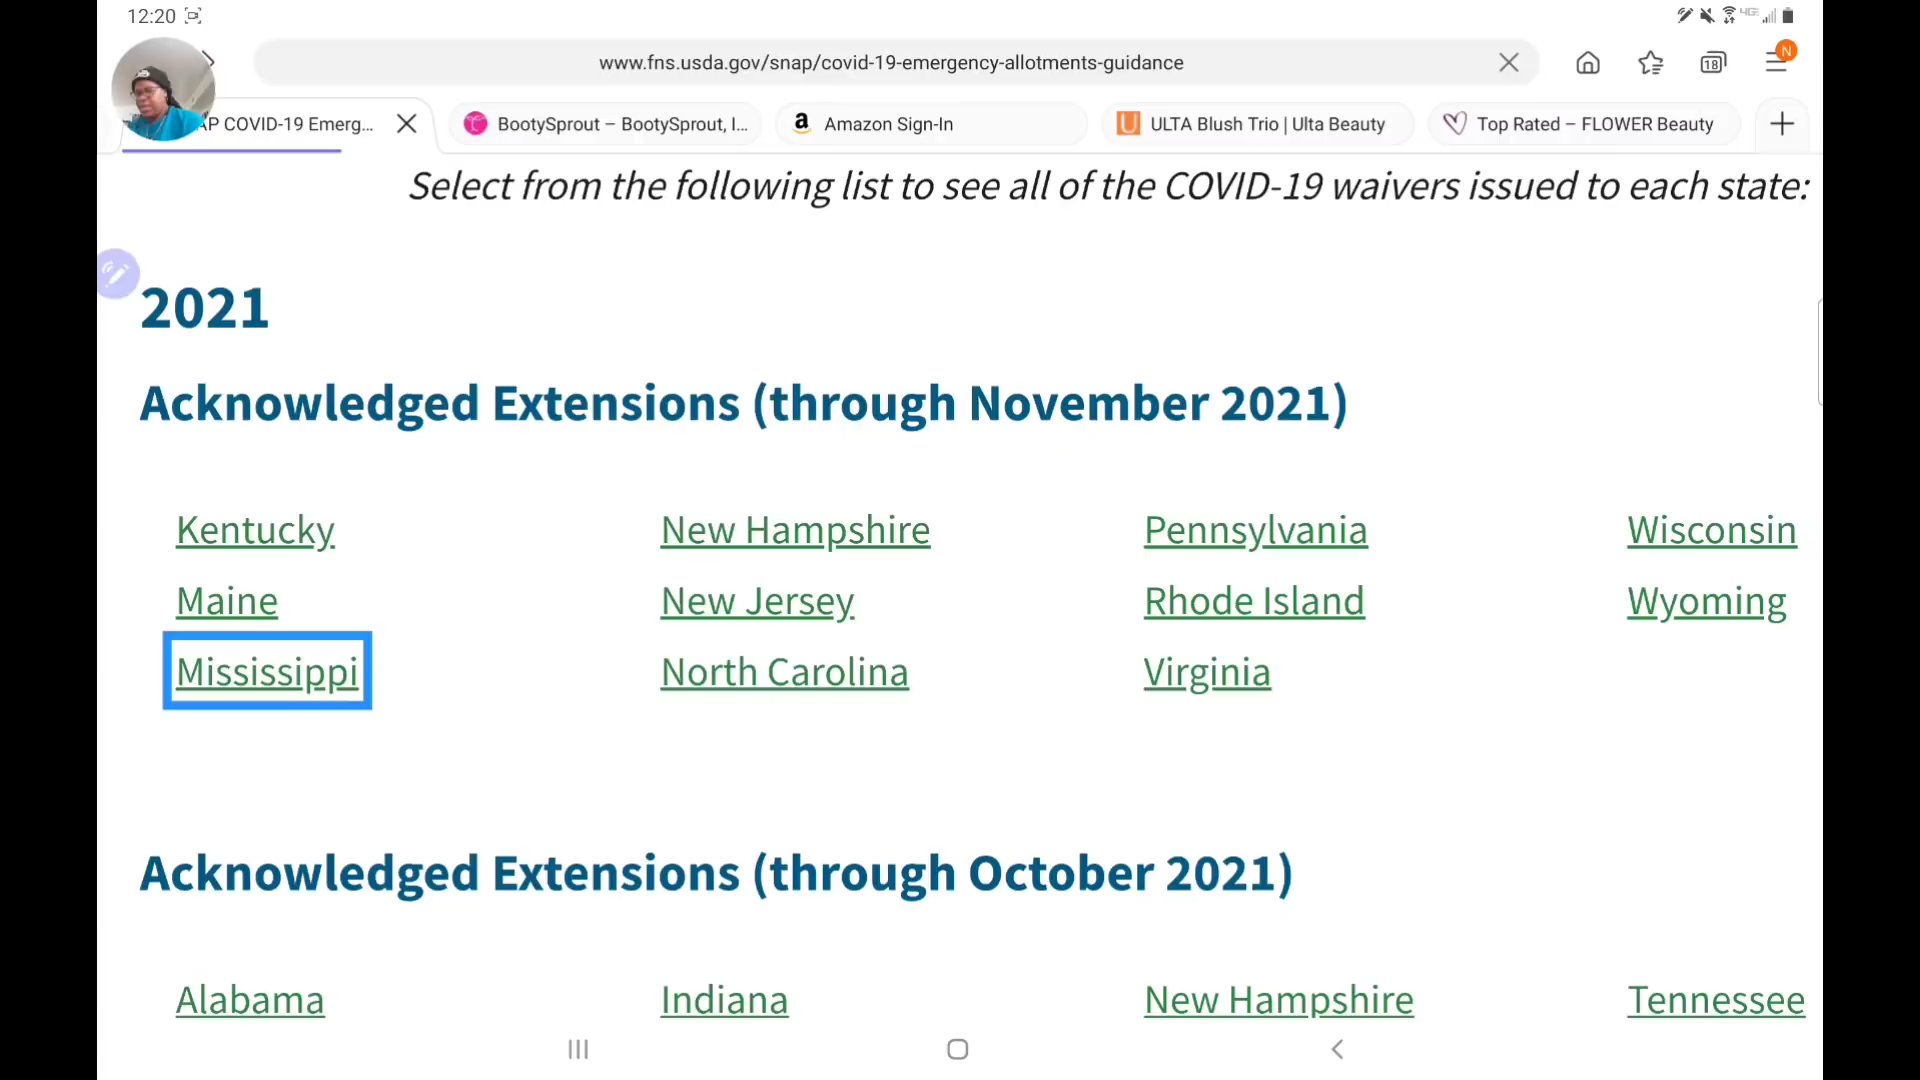 12:20
4GE
www.fns.usda.gov/snap/covid-19-emergency-allotments-guidance
18
N
AP COVID-19 Emerg...
BootySprout – BootySprout, I...
a Amazon Sign-In
U ULTA Blush Trio | Ulta Beauty
Top Rated – FLOWER Beauty
Select from the following list to see all of the COVID-19 waivers issued to each state:
2021
Acknowledged Extensions (through November 2021)
Kentucky New Hampshire Pennsylvania Wisconsin
Maine New Jersey Rhode Island Wyoming
Mississippi North Carolina Virginia
Acknowledged Extensions (through October 2021)
Alabama Indiana New Hampshire Tennessee